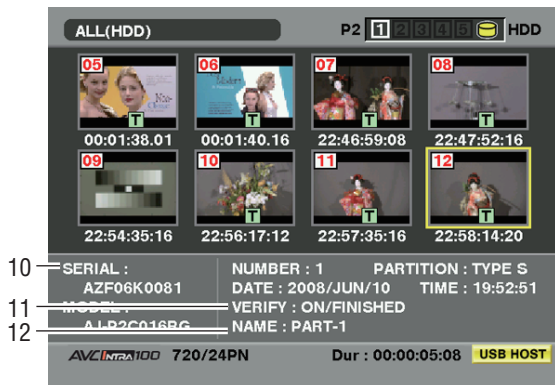 ALL(HDD) P2 1 2 3 4 5 HDD
05 06 07 08
T T T
00:01:38.01 00:01:40.16 22:46:59:08 22:47:52:16
09 10 11 12
T T T
22:54:35:16 22:56:17:12 22:57:35:16 22:58:14:20
10 SERIAL : NUMBER : 1 PARTITION : TYPE S
AZF06K0081 DATE : 2008/JUN/10 TIME : 19:52:51
11 MODEL : VERIFY : ON/FINISHED
12 AJ-P2C016RG NAME : PART-1
AVCINTRA100 720/24PN Dur : 00:00:05:08 USB HOST